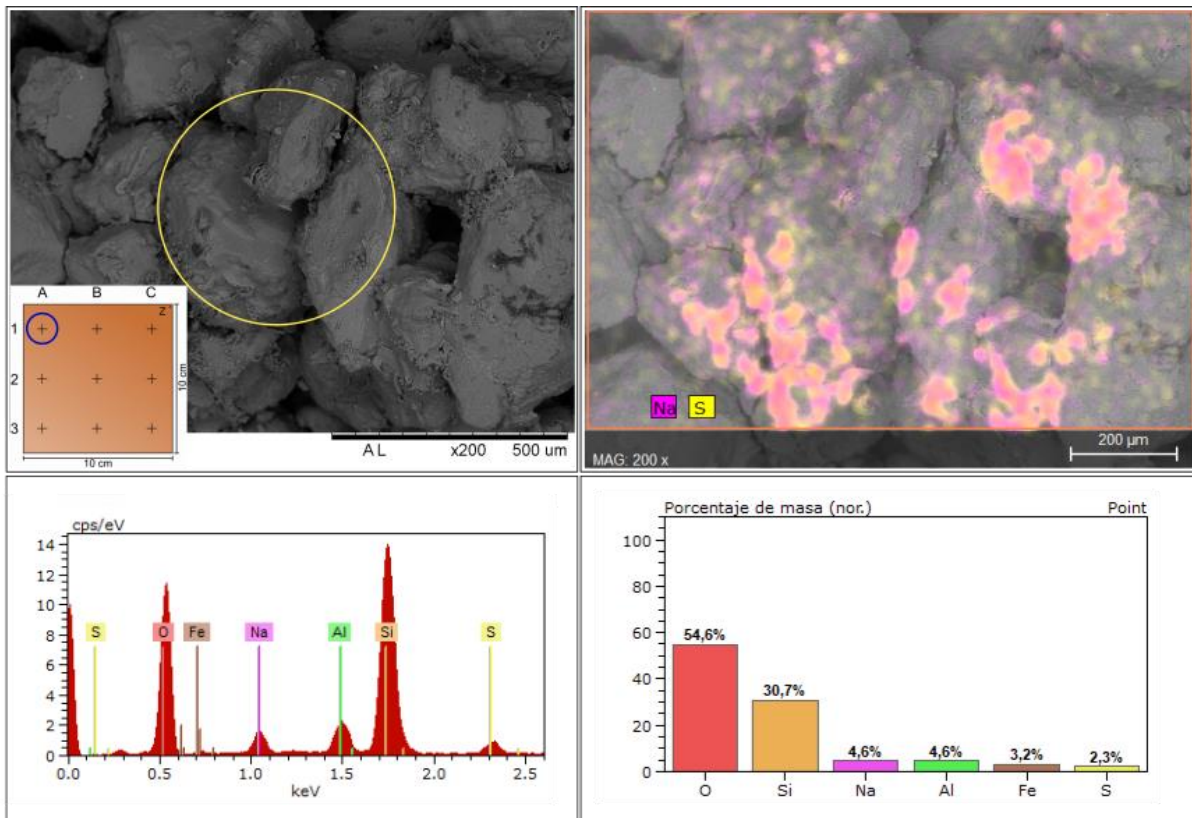 A B C
Z
1
2
3
10 cm
10 cm
A L x200 500 um
Na S
MAG: 200 x
200 µm
cps/eV
14
12
10
8
6
4
2
0
S O Fe Na Al Si S
0.0 0.5 1.0 1.5 2.0 2.5
keV
Porcentaje de masa (nor.) Point
100
80
60
40
20
0
54,6%
30,7%
4,6%
4,6%
3,2%
2,3%
O Si Na Al Fe S